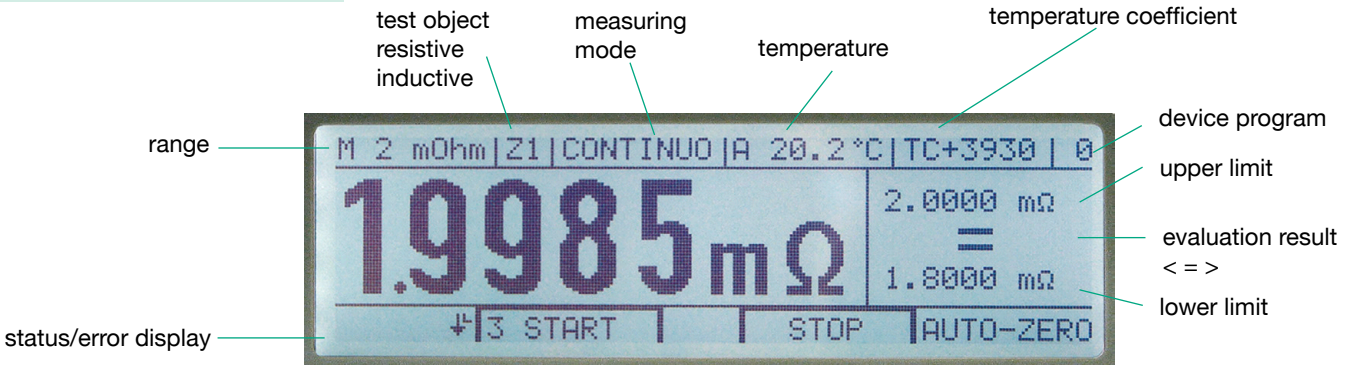 test object
resistive
inductive
measuring
mode
temperature
temperature coefficient
range
device program
upper limit
evaluation result
< = >
lower limit
status/error display
M 2 mOhm|Z1|CONTINUO|A 20.2°C|TC+3930 | 0
1.9985 mΩ
2.0000 mΩ
=
1.8000 mΩ
3 START
STOP
AUTO-ZERO